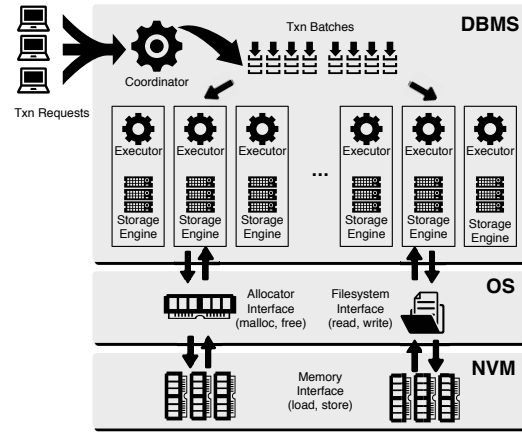 DBMS
Txn Batches
Coordinator
Txn Requests
Executor
Executor
Executor
Executor
Executor
Executor
...
Storage
Engine
Storage
Engine
Storage
Engine
Storage
Engine
Storage
Engine
Storage
Engine
OS
Allocator
Interface
(malloc, free)
Filesystem
Interface
(read, write)
NVM
Memory
Interface
(load, store)